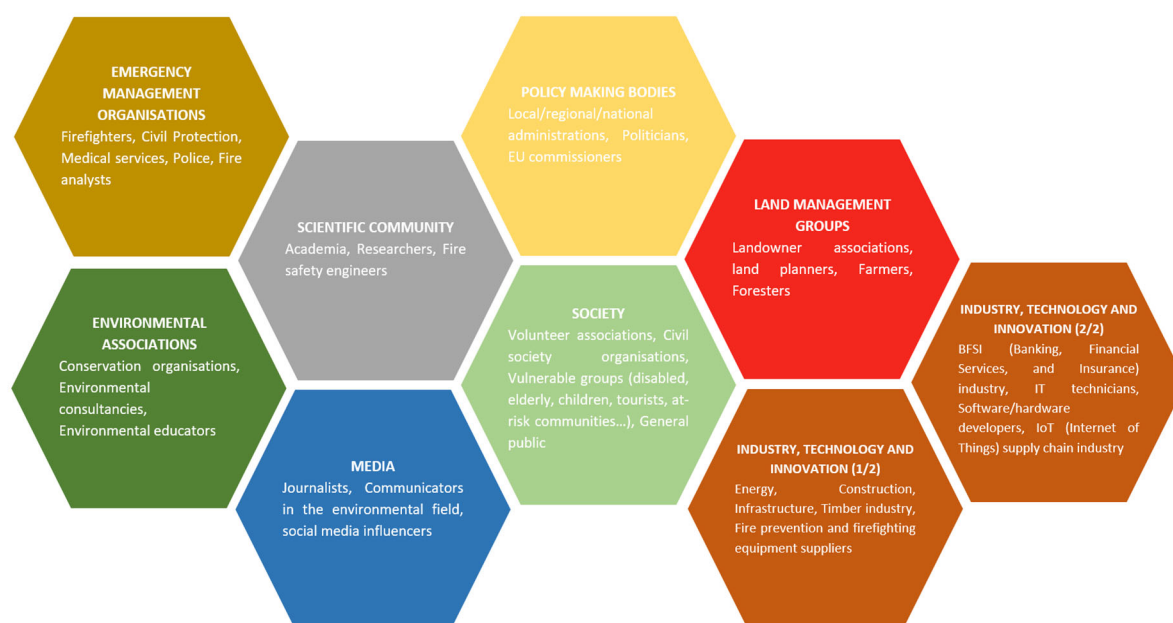 EMERGENCY
MANAGEMENT
ORGANISATIONS
Firefighters, Civil Protection,
Medical services, Police, Fire
analysts
POLICY MAKING BODIES
Local/regional/national
administrations, Politicians,
EU commissioners
SCIENTIFIC COMMUNITY
Academia, Researchers, Fire
safety engineers
LAND MANAGEMENT
GROUPS
Landowner associations,
land planners, Farmers,
Foresters
ENVIRONMENTAL
ASSOCIATIONS
Conservation organisations,
Environmental
consultancies,
Environmental educators
SOCIETY
Volunteer associations, Civil
society organisations,
Vulnerable groups (disabled,
elderly, children, tourists, at-
risk communities...), General
public
INDUSTRY, TECHNOLOGY AND
INNOVATION (2/2)
BFSI (Banking, Financial
Services, and Insurance)
industry, IT technicians,
Software/hardware
developers, IoT (Internet of
Things) supply chain industry
MEDIA
Journalists, Communicators
in the environmental field,
social media influencers
INDUSTRY, TECHNOLOGY AND
INNOVATION (1/2)
Energy, Construction,
Infrastructure, Timber industry,
Fire prevention and firefighting
equipment suppliers